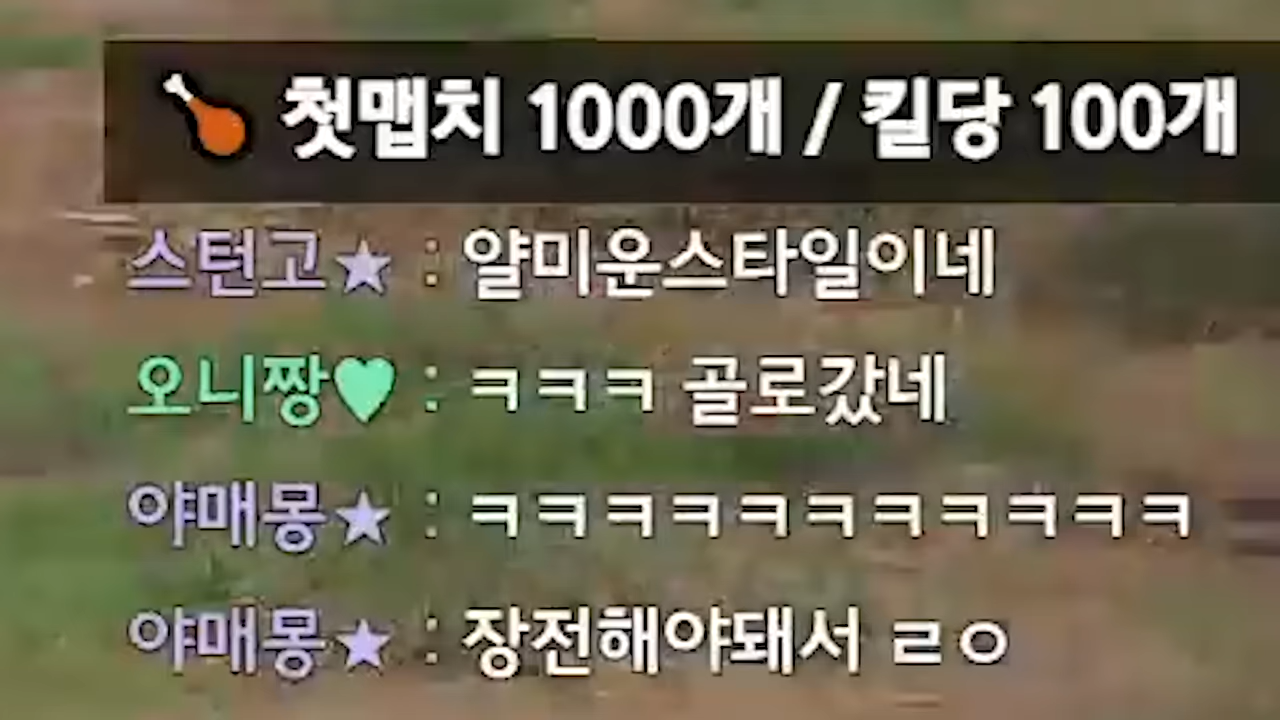 🍗 첫맵치 1000개 / 킬당 100개
스턴고★ : 얄미운스타일이네
오니짱♥ : ㅋㅋㅋ 골로갔네
야매몽★ : ㅋㅋㅋㅋㅋㅋㅋㅋㅋㅋㅋ
야매몽★ : 장전해야돼서 ㄹㅇ